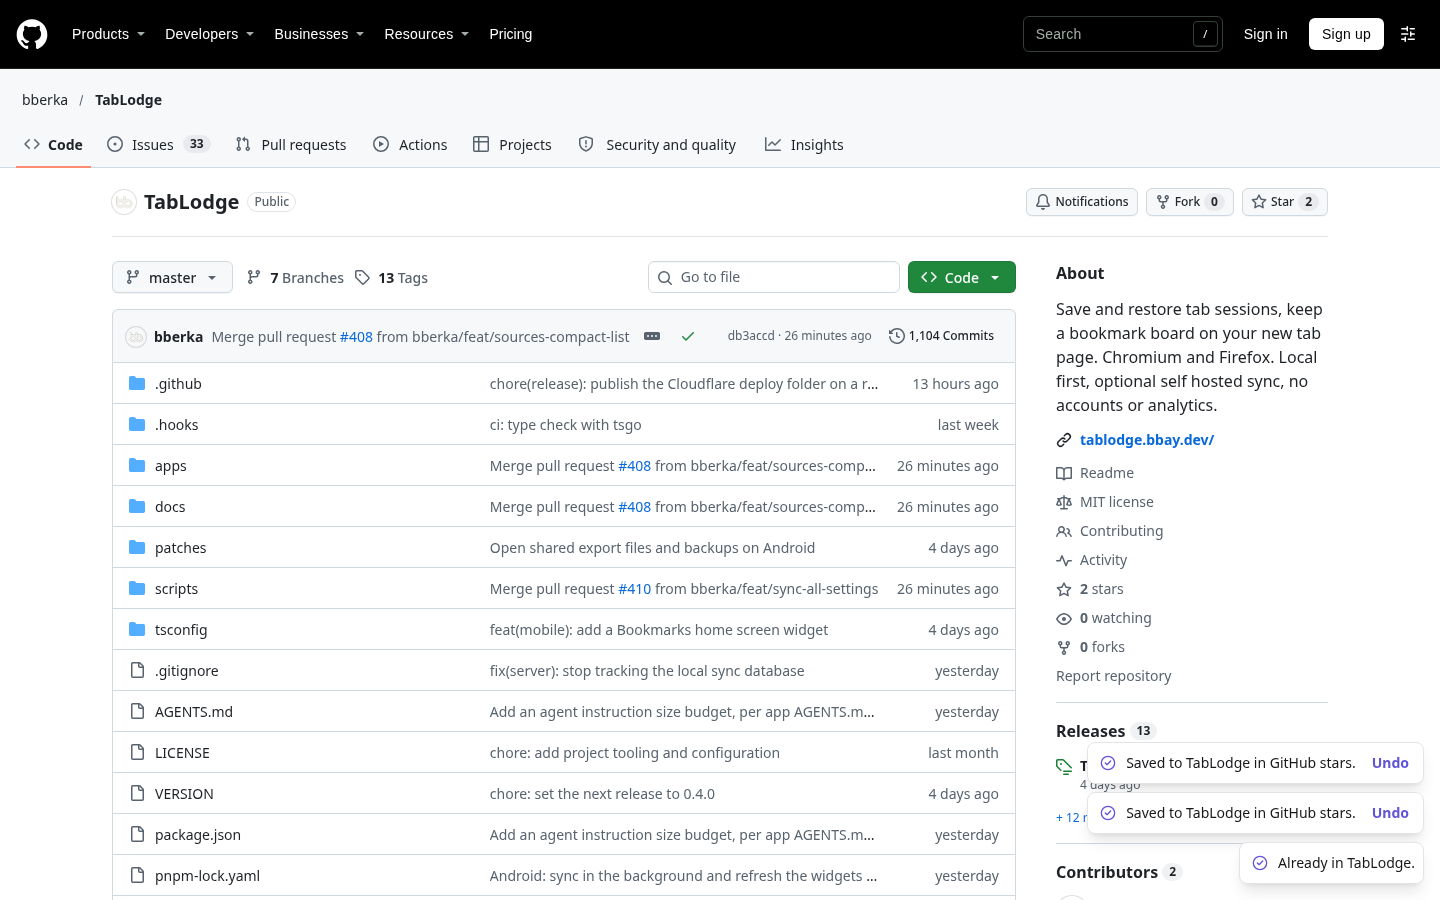 Products Developers Businesses Resources Pricing Search / Sign in Sign up
bberka / TabLodge
Code Issues 33 Pull requests Actions Projects Security and quality Insights
TabLodge Public Notifications Fork 0 Star 2
master 7 Branches 13 Tags Go to file Code
bberka Merge pull request #408 from bberka/feat/sources-compact-list db3accd · 26 minutes ago 1,104 Commits
.github chore(release): publish the Cloudflare deploy folder on a r... 13 hours ago
.hooks ci: type check with tsgo last week
apps Merge pull request #408 from bberka/feat/sources-comp... 26 minutes ago
docs Merge pull request #408 from bberka/feat/sources-comp... 26 minutes ago
patches Open shared export files and backups on Android 4 days ago
scripts Merge pull request #410 from bberka/feat/sync-all-settings 26 minutes ago
tsconfig feat(mobile): add a Bookmarks home screen widget 4 days ago
.gitignore fix(server): stop tracking the local sync database yesterday
AGENTS.md Add an agent instruction size budget, per app AGENTS.m... yesterday
LICENSE chore: add project tooling and configuration last month
VERSION chore: set the next release to 0.4.0 4 days ago
package.json Add an agent instruction size budget, per app AGENTS.m... yesterday
pnpm-lock.yaml Android: sync in the background and refresh the widgets ... yesterday
About
Save and restore tab sessions, keep
a bookmark board on your new tab
page. Chromium and Firefox. Local
first, optional self hosted sync, no
accounts or analytics.
tablodge.bbay.dev/
Readme
MIT license
Contributing
Activity
2 stars
0 watching
0 forks
Report repository
Releases 13
Saved to TabLodge in GitHub stars. Undo
4 days ago
+ 12
Saved to TabLodge in GitHub stars. Undo
Already in TabLodge.
Contributors 2